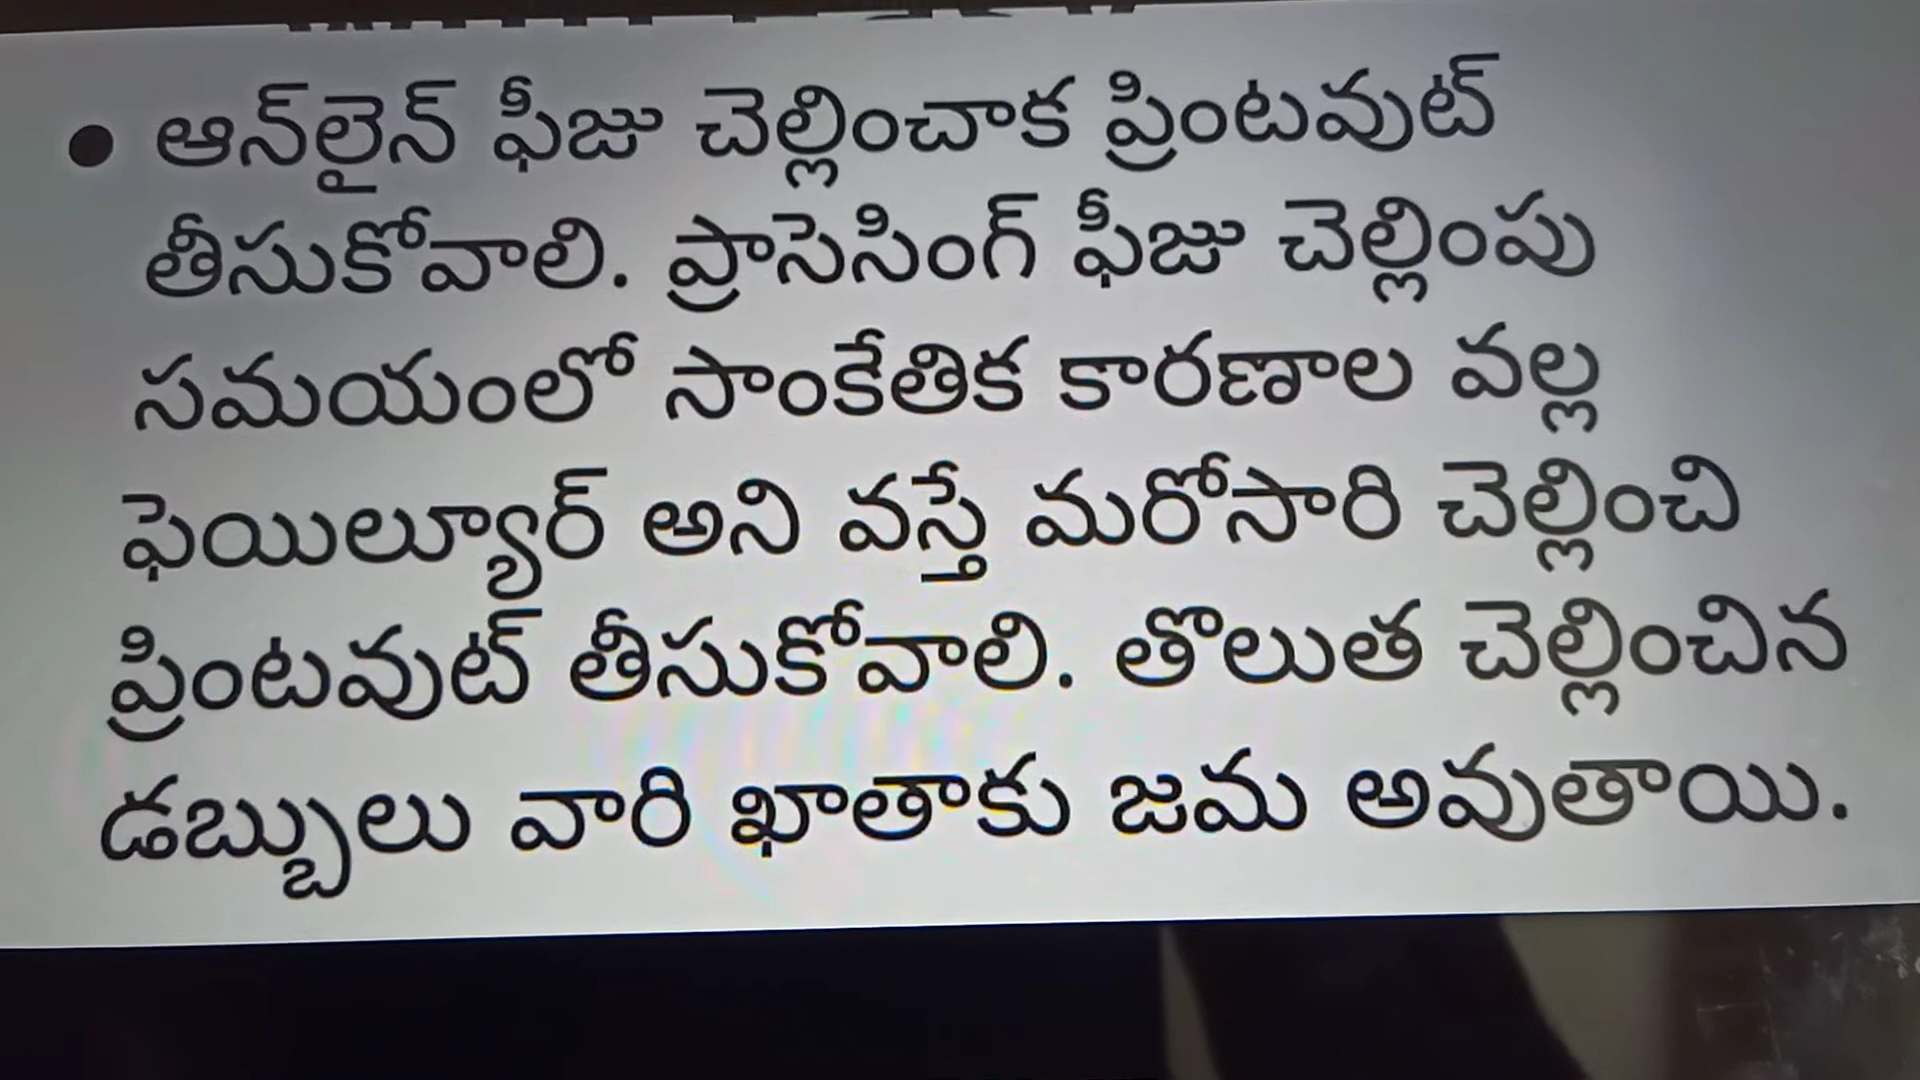 • ఆన్‌లైన్ ఫీజు చెల్లించాక ప్రింటవుట్
తీసుకోవాలి. ప్రాసెసింగ్ ఫీజు చెల్లింపు
సమయంలో సాంకేతిక కారణాల వల్ల
ఫెయిల్యూర్ అని వస్తే మరోసారి చెల్లించి
ప్రింటవుట్ తీసుకోవాలి. తొలుత చెల్లించిన
డబ్బులు వారి ఖాతాకు జమ అవుతాయి.